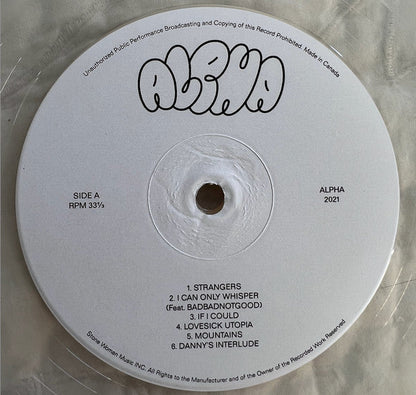 Unauthorized Public Performance Broadcasting and Copying of this Record Prohibited. Made in Canada
ALPHA
SIDE A
RPM 33⅓
ALPHA
2021
1. STRANGERS
2. I CAN ONLY WHISPER
(Feat. BADBADNOTGOOD)
3. IF I COULD
4. LOVESICK UTOPIA
5. MOUNTAINS
6. DANNY'S INTERLUDE
Stone Woman Music INC. All Rights to the Manufacturer and of the Owner of the Recorded Work Reserved